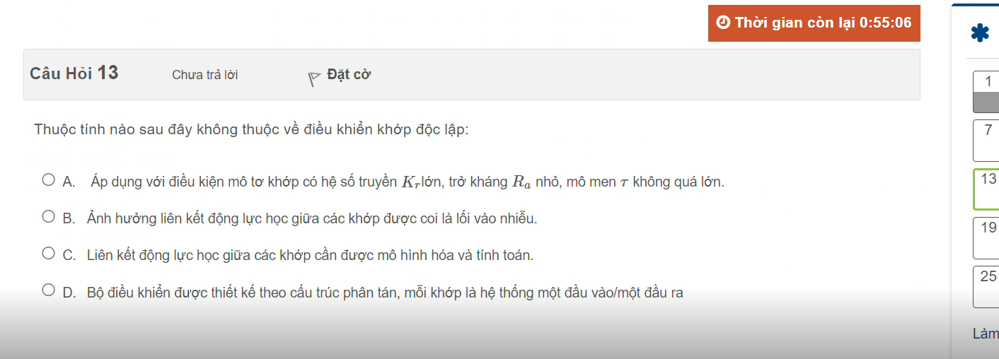 Thời gian còn lại 0:55:06
Câu Hỏi 13 Chưa trả lời Đặt cờ
Thuộc tính nào sau đây không thuộc về điều khiển khớp độc lập:
A. Áp dụng với điều kiện mô tơ khớp có hệ số truyền Kᵣ lớn, trở kháng Rₐ nhỏ, mô men τ không quá lớn.
B. Ảnh hưởng liên kết động lực học giữa các khớp được coi là lối vào nhiễu.
C. Liên kết động lực học giữa các khớp cần được mô hình hóa và tính toán.
D. Bộ điều khiển được thiết kế theo cấu trúc phân tán, mỗi khớp là hệ thống một đầu vào/một đầu ra
1
7
13
19
25
Làm